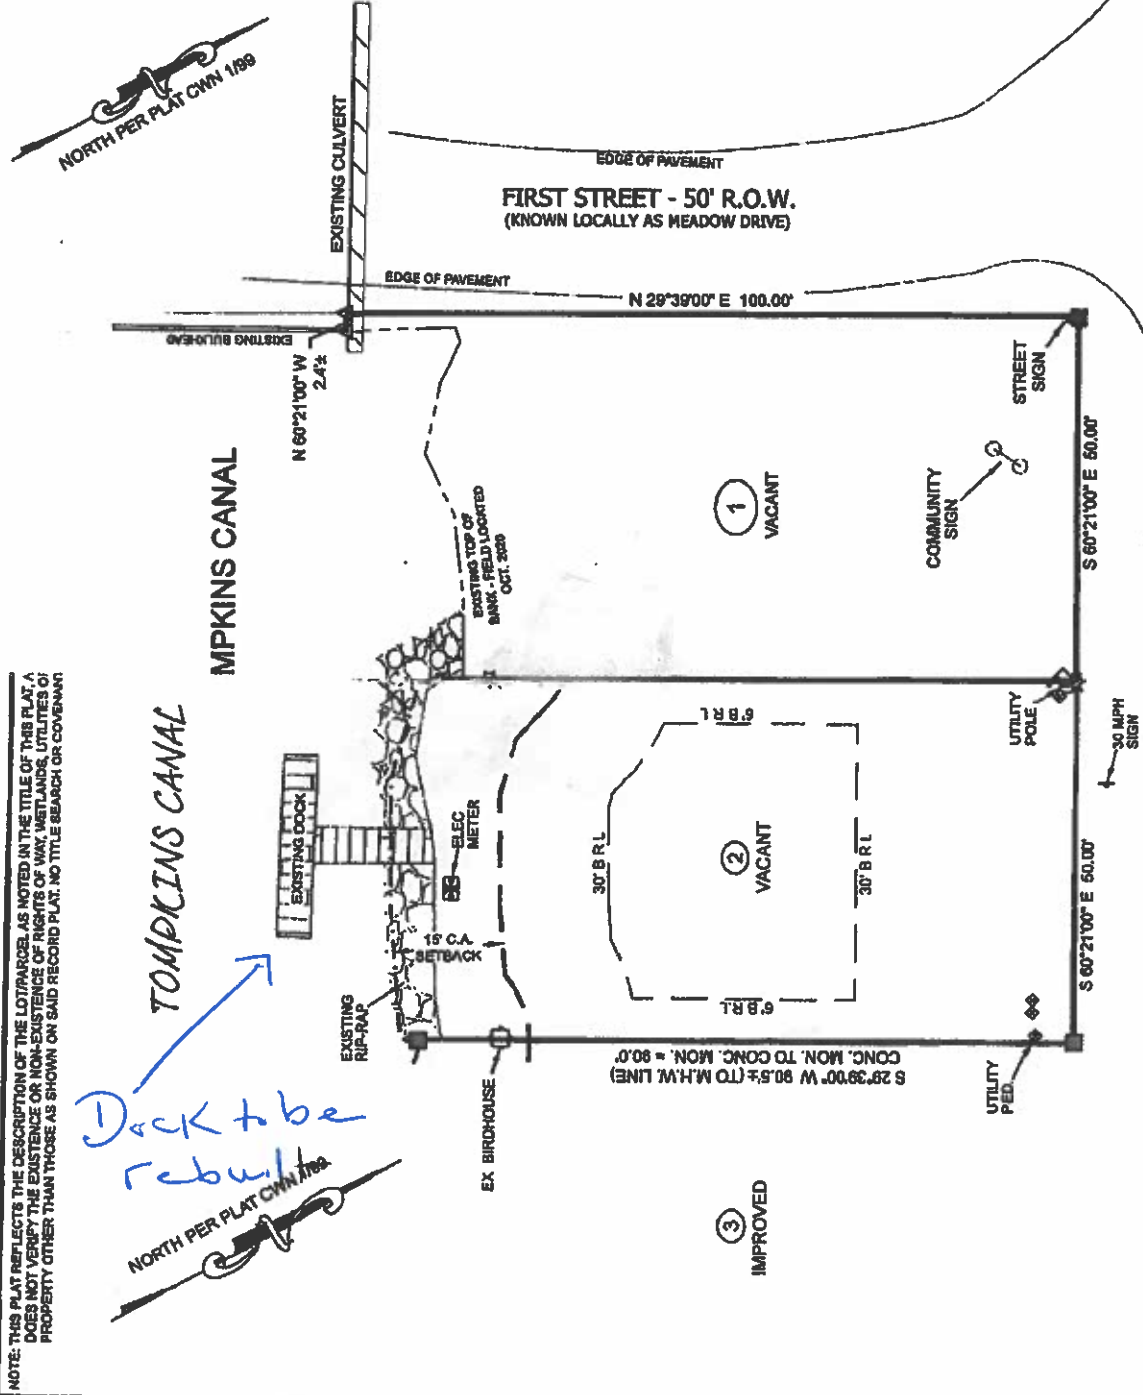 NORTH PER PLAT CWN 1/99
EXISTING CULVERT
EDGE OF PAVEMENT
FIRST STREET - 50' R.O.W.
(KNOWN LOCALLY AS MEADOW DRIVE)
EDGE OF PAVEMENT
N 29°39'00" E 100.00'
EXISTING BULKHEAD
N 60°21'00" W
2.4'±
MPKINS CANAL
TOMPKINS CANAL
EXISTING TOP OF
BANK - FIELD LOCATED
OCT. 2020
1
VACANT
COMMUNITY
SIGN
STREET
SIGN
S 60°21'00" E 50.00'
NOTE: THIS PLAT REFLECTS THE DESCRIPTION OF THE LOT/PARCEL AS NOTED IN THE TITLE OF THIS PLAT. A
DOES NOT VERIFY THE EXISTENCE OR NON-EXISTENCE OF RIGHTS OF WAY, WETLANDS, UTILITIES OF
PROPERTY OTHER THAN THOSE AS SHOWN ON SAID RECORD PLAT. NO TITLE SEARCH OR COVENANT
EXISTING DOCK
ELEC
METER
15' C.A.
SETBACK
EXISTING
RIP-RAP
6' B R L
30' B R L
2
VACANT
30' B R L
6' B R L
UTILITY
POLE
30 MPH
SIGN
S 60°21'00" E 50.00'
UTILITY
PED.
S 29°39'00" W 90.5'± (TO M.H.W. LINE)
CONC. MON. TO CONC. MON. = 90.0'
EX BIRDHOUSE
Dock to be
rebuilt
NORTH PER PLAT CWN 1/99
3
IMPROVED